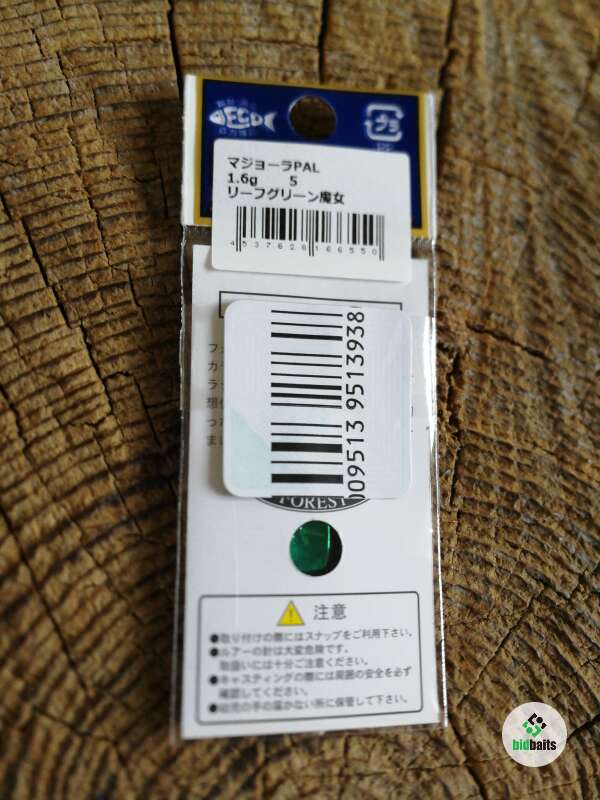 マジョーラPAL
1.6g 5
リーフグリーン魔女
4537626166550
009513 9513938
FOREST
注意
●取り付けの際にはスナップをご利用下さい。
●ルアーの針は大変危険です。
取扱いには十分ご注意ください。
●キャスティングの際には周囲の安全を必ず
確認してください。
●幼児の手の届かない所に保管して下さい。
bidbaits